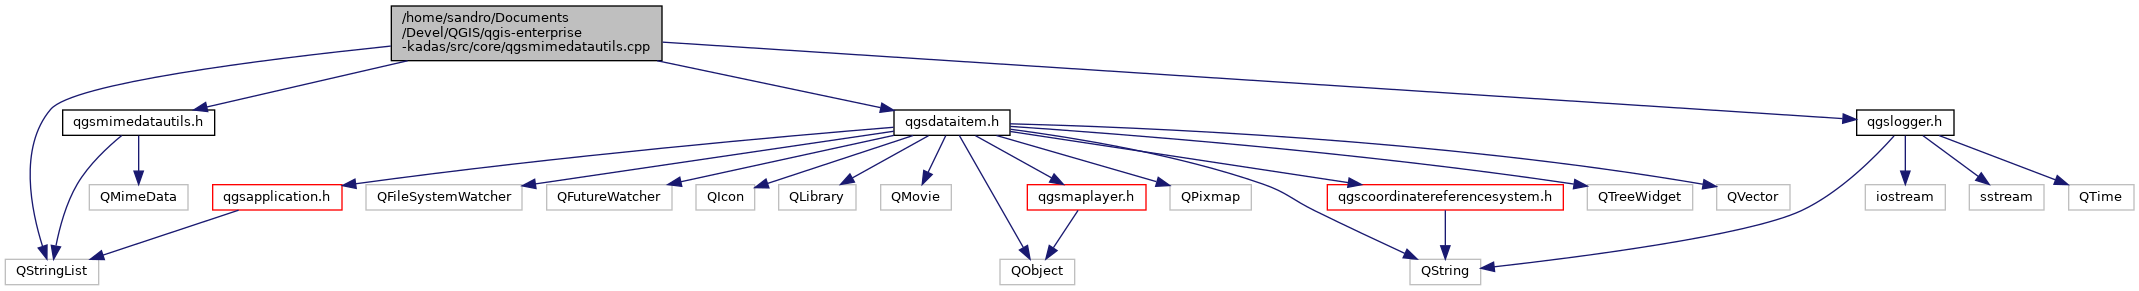 /home/sandro/Documents
/Devel/QGIS/qgis-enterprise
-kadas/src/core/qgsmimedatautils.cpp
qgsmimedatautils.h
qgsdataitem.h
qgslogger.h
QMimeData
qgsapplication.h
QFileSystemWatcher
QFutureWatcher
QIcon
QLibrary
QMovie
qgsmaplayer.h
QPixmap
qgscoordinatereferencesystem.h
QTreeWidget
QVector
iostream
sstream
QTime
QStringList
QObject
QString